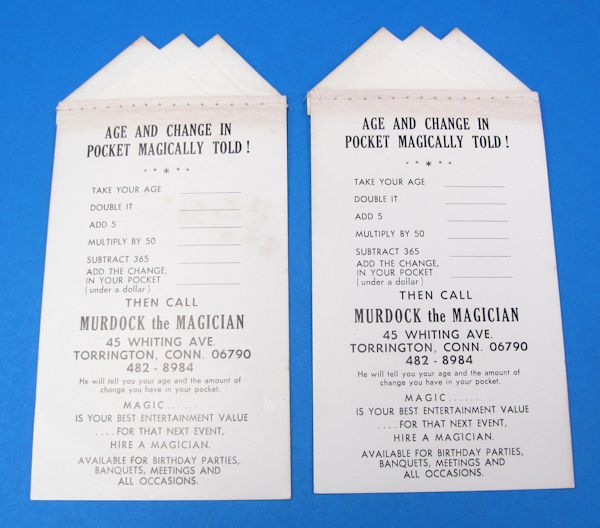 AGE AND CHANGE IN
POCKET MAGICALLY TOLD!
* * * * *
TAKE YOUR AGE
DOUBLE IT
ADD 5
MULTIPLY BY 50
SUBTRACT 365
ADD THE CHANGE,
IN YOUR POCKET
(under a dollar)
THEN CALL
MURDOCK the MAGICIAN
45 WHITING AVE.
TORRINGTON, CONN. 06790
482 - 8984
He will tell you your age and the amount of
change you have in your pocket.
MAGIC......
IS YOUR BEST ENTERTAINMENT VALUE
....FOR THAT NEXT EVENT,
HIRE A MAGICIAN.
AVAILABLE FOR BIRTHDAY PARTIES,
BANQUETS, MEETINGS AND
ALL OCCASIONS.
AGE AND CHANGE IN
POCKET MAGICALLY TOLD!
* * * * *
TAKE YOUR AGE
DOUBLE IT
ADD 5
MULTIPLY BY 50
SUBTRACT 365
ADD THE CHANGE,
IN YOUR POCKET
(under a dollar)
THEN CALL
MURDOCK the MAGICIAN
45 WHITING AVE.
TORRINGTON, CONN. 06790
482 - 8984
He will tell you your age and the amount of
change you have in your pocket.
MAGIC......
IS YOUR BEST ENTERTAINMENT VALUE
....FOR THAT NEXT EVENT,
HIRE A MAGICIAN.
AVAILABLE FOR BIRTHDAY PARTIES,
BANQUETS, MEETINGS AND
ALL OCCASIONS.